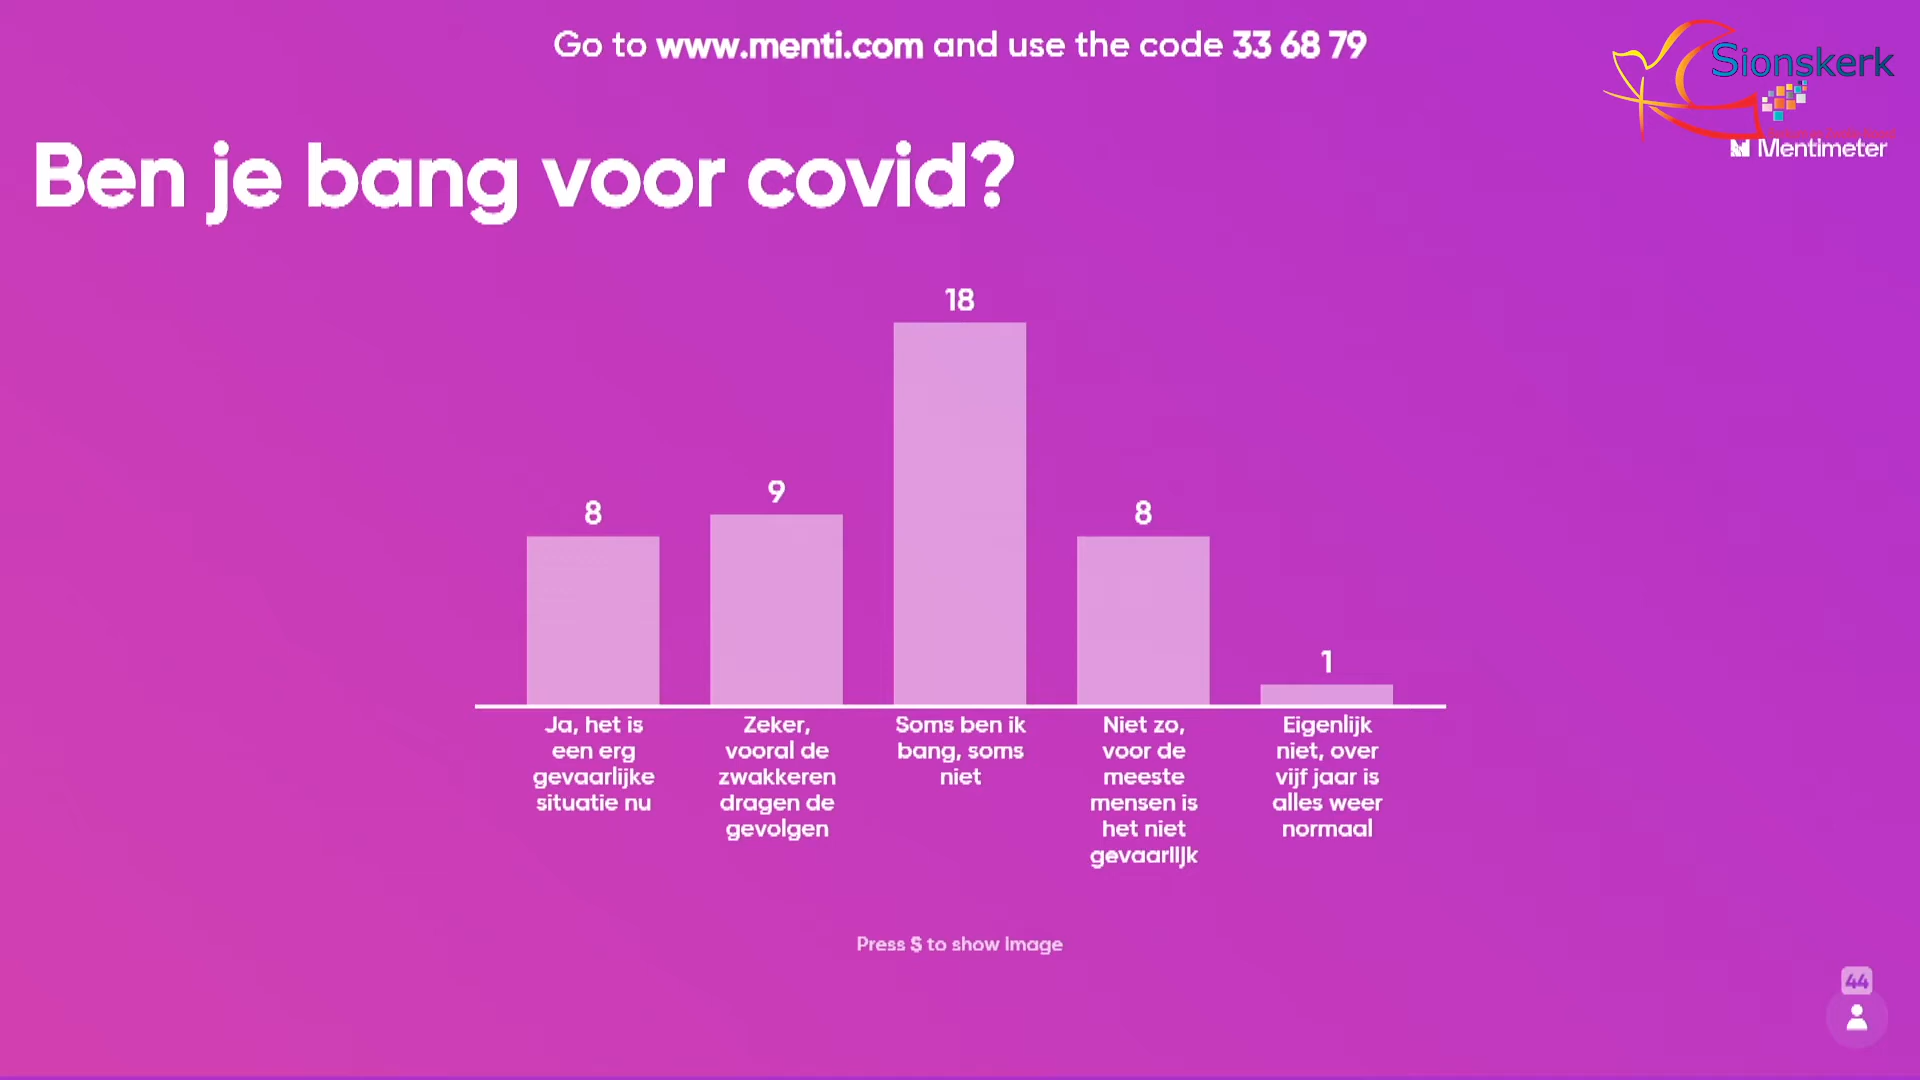 Go to www.menti.com and use the code 33 68 79
Sionskerk
Mentimeter
Ben je bang voor covid?
8
9
18
8
1
Ja, het is
een erg
gevaarlijke
situatie nu
Zeker,
vooral de
zwakkeren
dragen de
gevolgen
Soms ben ik
bang, soms
niet
Niet zo,
voor de
meeste
mensen is
het niet
gevaarlijk
Eigenlijk
niet, over
vijf jaar is
alles weer
normaal
Press S to show image
44